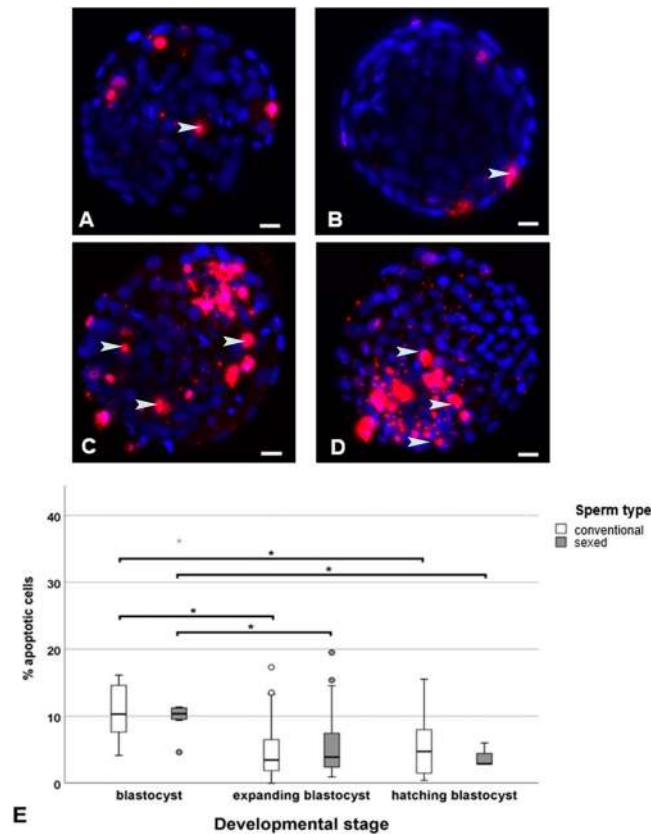 A
B
C
D
Sperm type
conventional
sexed
% apoptotic cells
40
30
20
10
0
*
*
*
*
*
blastocyst
expanding blastocyst
hatching blastocyst
Developmental stage
E